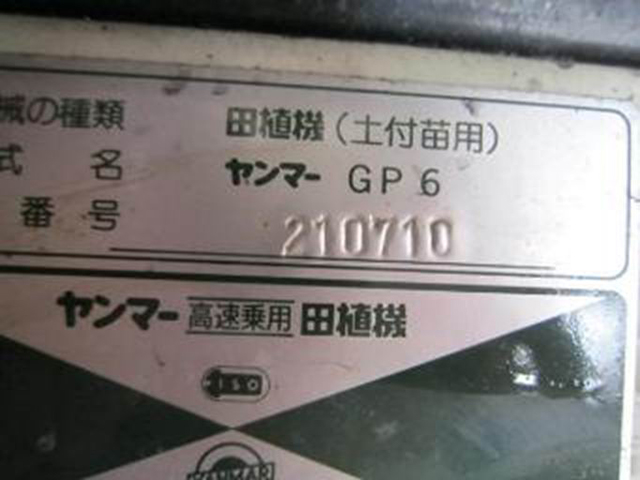 械の種類 田植機(土付苗用)
式名 ヤンマー GP6
番号 210710
ヤンマー 高速乗用 田植機
ISO
YANMAR